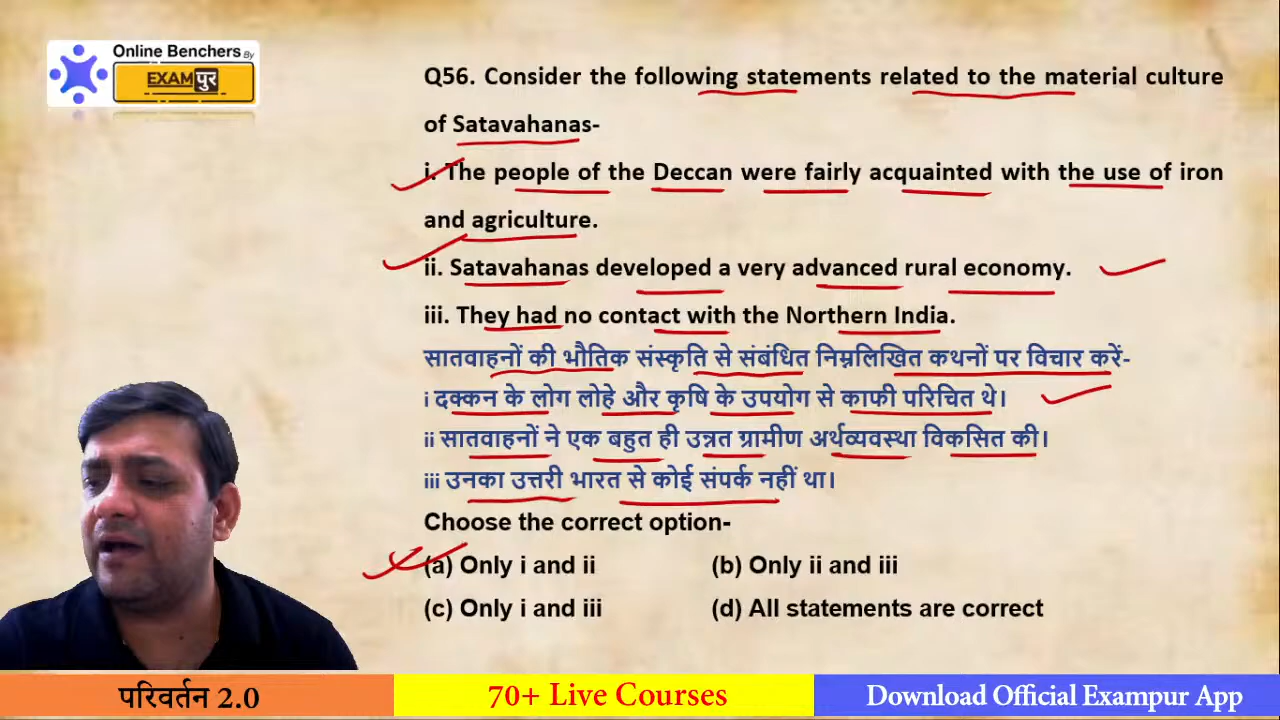 Online Benchers By
EXAMपुर
Q56. Consider the following statements related to the material culture
of Satavahanas-
i. The people of the Deccan were fairly acquainted with the use of iron
and agriculture.
ii. Satavahanas developed a very advanced rural economy.
iii. They had no contact with the Northern India.
सातवाहनों की भौतिक संस्कृति से संबंधित निम्नलिखित कथनों पर विचार करें-
i दक्कन के लोग लोहे और कृषि के उपयोग से काफी परिचित थे।
ii सातवाहनों ने एक बहुत ही उन्नत ग्रामीण अर्थव्यवस्था विकसित की।
iii उनका उत्तरी भारत से कोई संपर्क नहीं था।
Choose the correct option-
(a) Only i and ii (b) Only ii and iii
(c) Only i and iii (d) All statements are correct
परिवर्तन 2.0 70+ Live Courses Download Official Exampur App